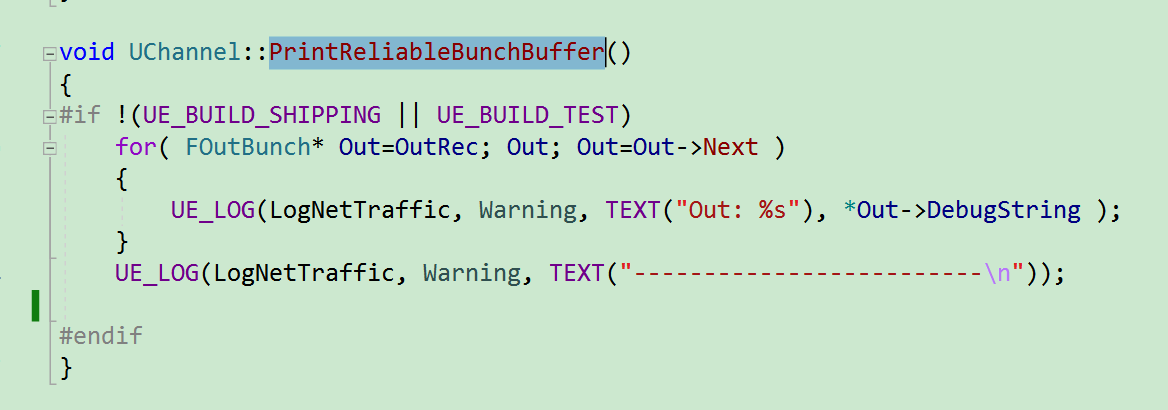 void UChannel::PrintReliableBunchBuffer()
{
#if !(UE_BUILD_SHIPPING || UE_BUILD_TEST)
for( FOutBunch* Out=OutRec; Out; Out=Out->Next )
{
UE_LOG(LogNetTraffic, Warning, TEXT("Out: %s"), *Out->DebugString );
}
UE_LOG(LogNetTraffic, Warning, TEXT("-------------------------\n"));
#endif
}